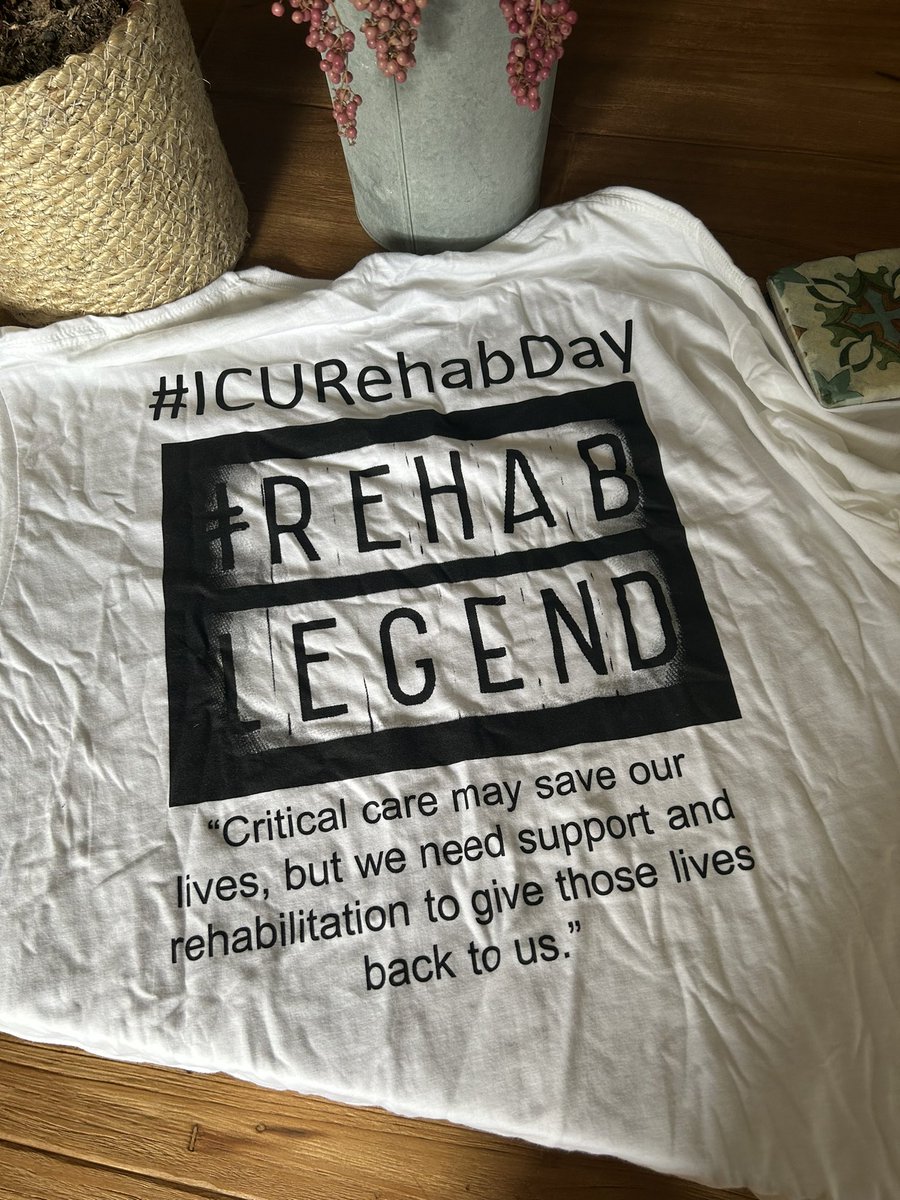 #ICURehabDay
#REHAB
LEGEND
“Critical care may save our
lives, but we need support and
rehabilitation to give those lives
back to us.”